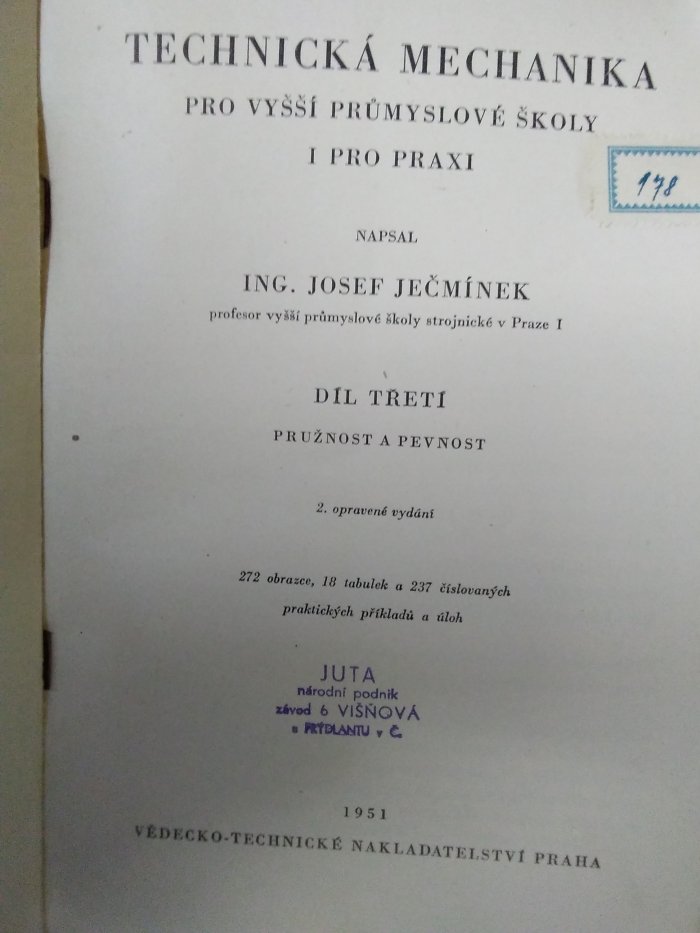 TECHNICKÁ MECHANIKA
PRO VYŠŠÍ PRŮMYSLOVÉ ŠKOLY
I PRO PRAXI
178
NAPSAL
ING. JOSEF JEČMÍNEK
profesor vyšší průmyslové školy strojnické v Praze I
DÍL TŘETÍ
PRUŽNOST A PEVNOST
2. opravené vydání
272 obrazce, 18 tabulek a 237 číslovaných
praktických příkladů a úloh
JUTA
národní podnik
závod 6 VIŠŇOVÁ
u FRÝDLANTU v Č.
1951
VĚDECKO-TECHNICKÉ NAKLADATELSTVÍ PRAHA